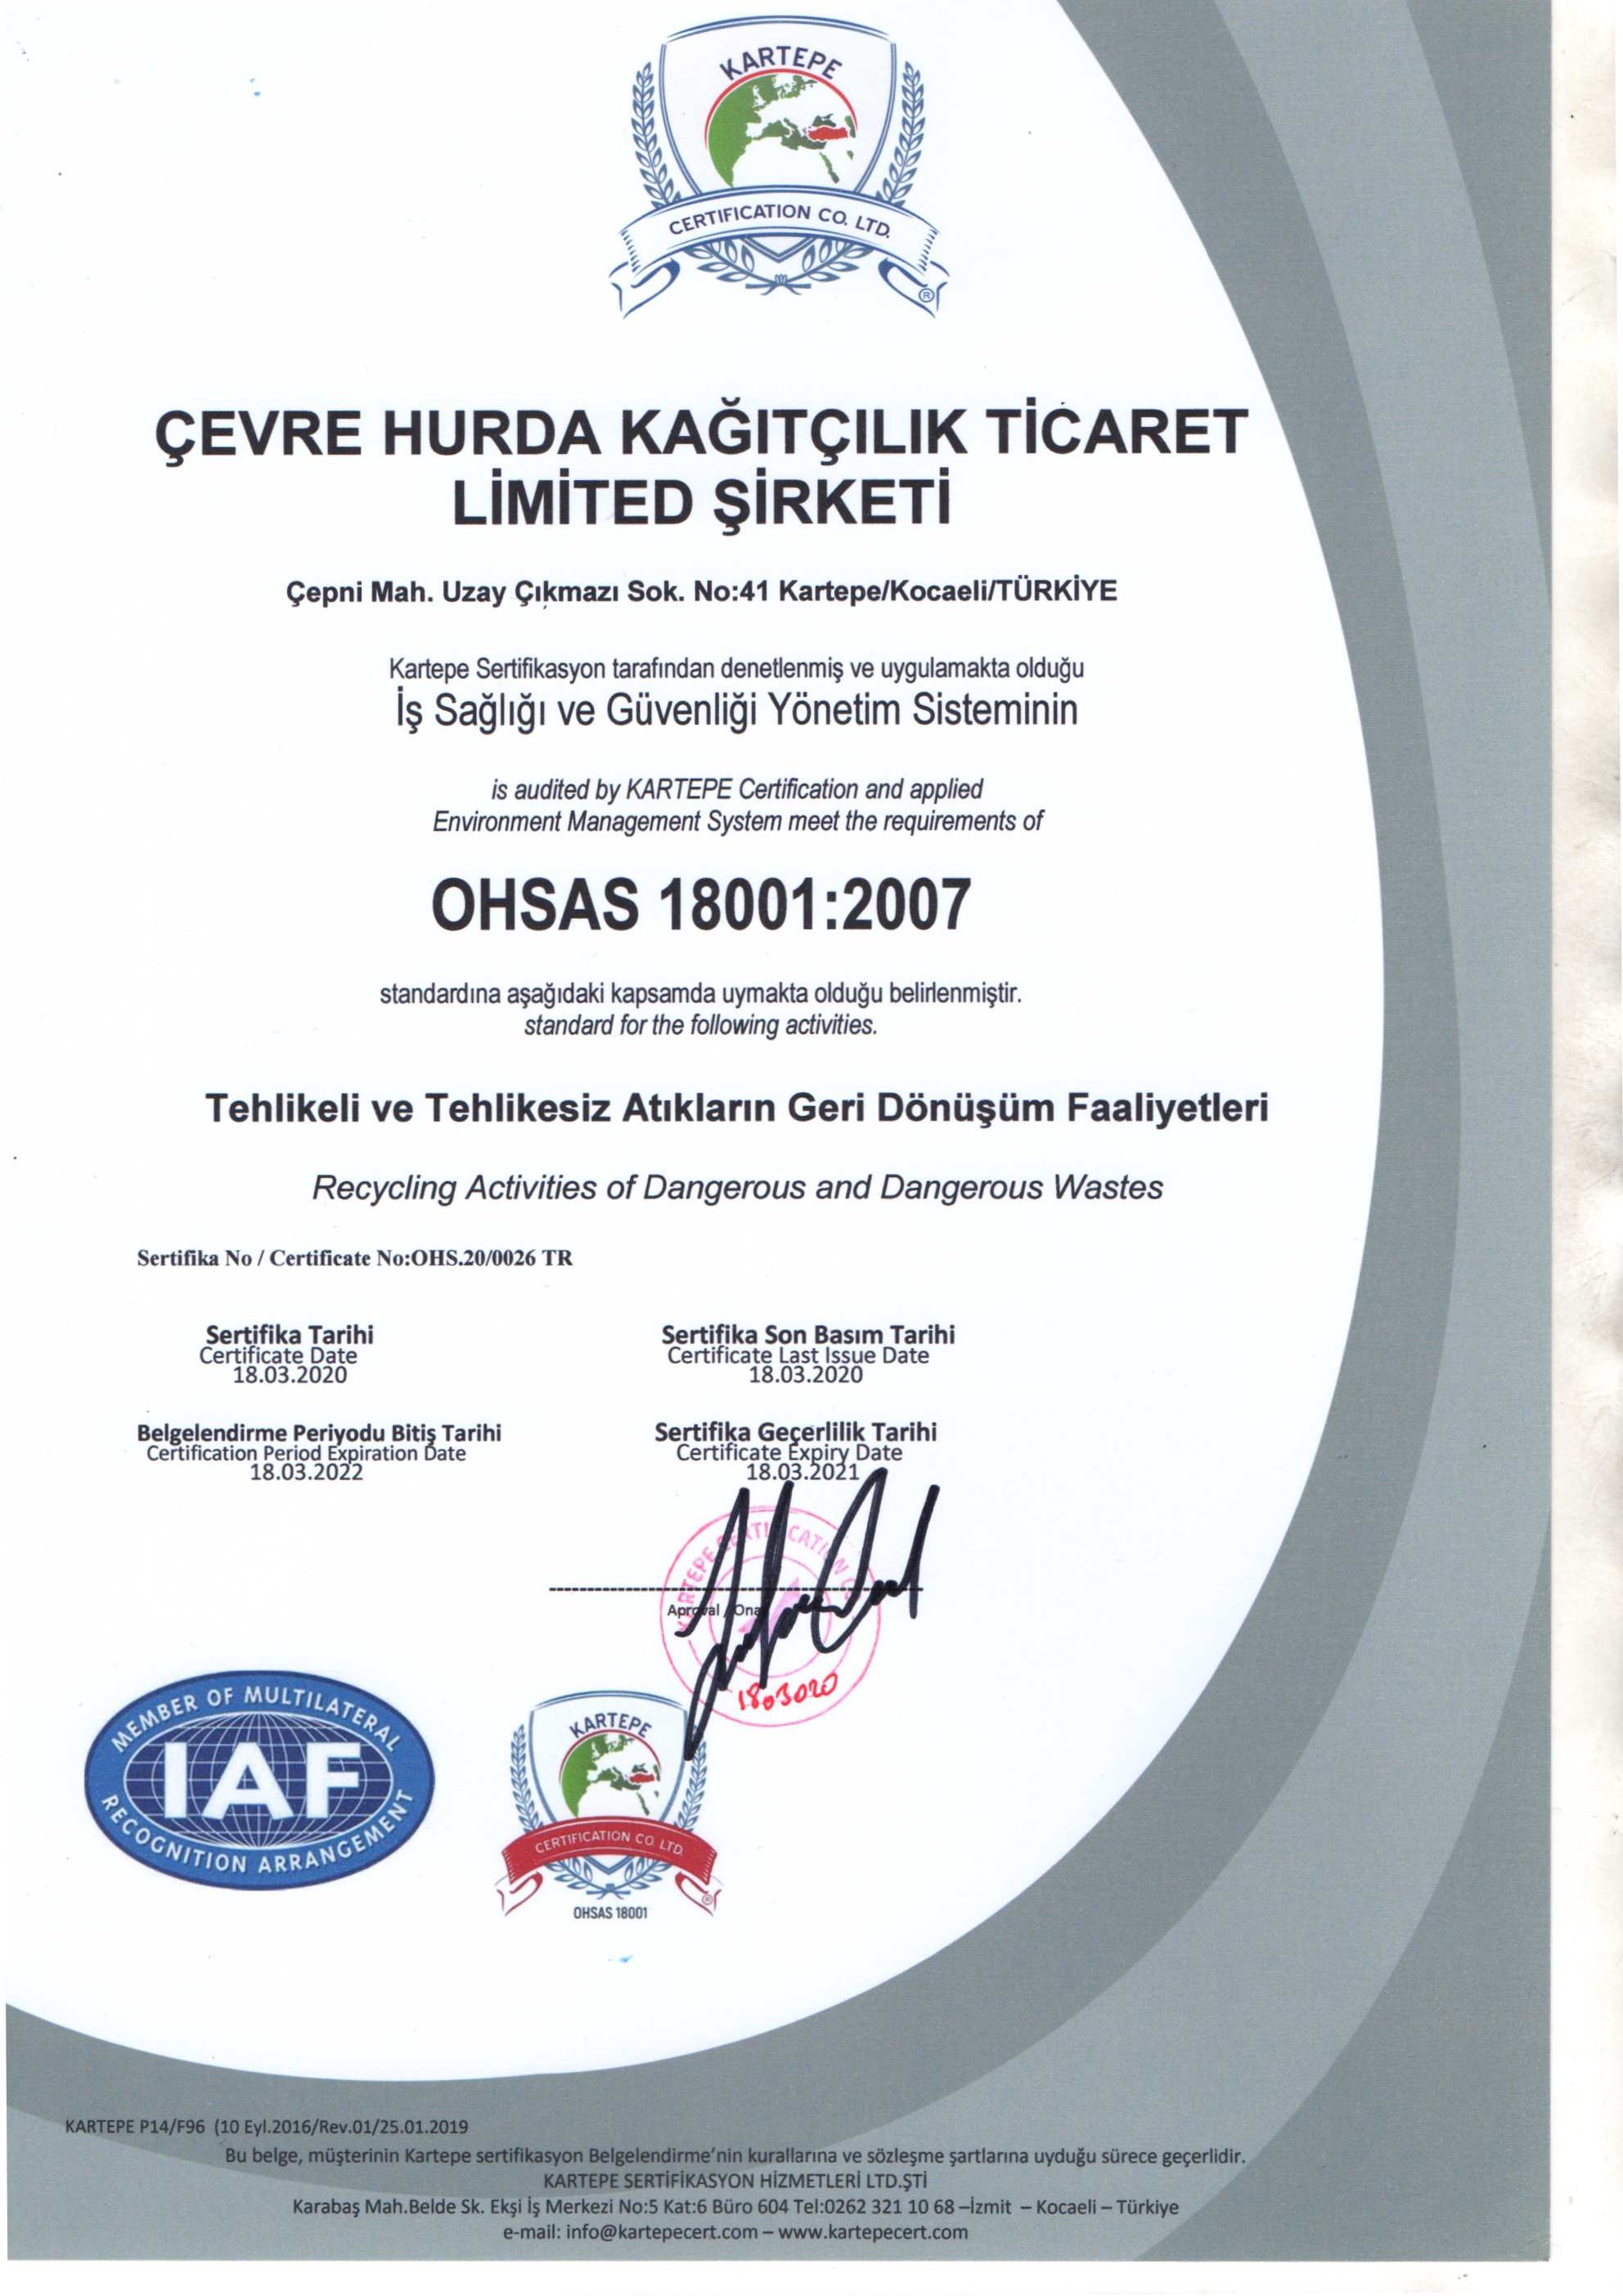 KARTEPE
CERTIFICATION CO. LTD.
®
ÇEVRE HURDA KAĞITÇILIK TİCARET
LİMİTED ŞİRKETİ
Çepni Mah. Uzay Çıkmazı Sok. No:41 Kartepe/Kocaeli/TÜRKİYE
Kartepe Sertifikasyon tarafından denetlenmiş ve uygulamakta olduğu
İş Sağlığı ve Güvenliği Yönetim Sisteminin
is audited by KARTEPE Certification and applied
Environment Management System meet the requirements of
OHSAS 18001:2007
standardına aşağıdaki kapsamda uymakta olduğu belirlenmiştir.
standard for the following activities.
Tehlikeli ve Tehlikesiz Atıkların Geri Dönüşüm Faaliyetleri
Recycling Activities of Dangerous and Dangerous Wastes
Sertifika No / Certificate No:OHS.20/0026 TR
Sertifika Tarihi
Certificate Date
18.03.2020
Sertifika Son Basım Tarihi
Certificate Last Issue Date
18.03.2020
Belgelendirme Periyodu Bitiş Tarihi
Certification Period Expiration Date
18.03.2022
Sertifika Geçerlilik Tarihi
Certificate Expiry Date
18.03.2021
Aproval / Onay
KARTEPE CERTIFICATION
MEMBER OF MULTILATERAL
IAF
RECOGNITION ARRANGEMENT
KARTEPE
CERTIFICATION CO. LTD.
®
OHSAS 18001
KARTEPE P14/F96 (10 Eyl.2016/Rev.01/25.01.2019
Bu belge, müşterinin Kartepe sertifikasyon Belgelendirme'nin kurallarına ve sözleşme şartlarına uyduğu sürece geçerlidir.
KARTEPE SERTİFİKASYON HİZMETLERİ LTD.ŞTİ
Karabaş Mah.Belde Sk. Ekşi İş Merkezi No:5 Kat:6 Büro 604 Tel:0262 321 10 68 –İzmit – Kocaeli – Türkiye
e-mail: info@kartepecert.com – www.kartepecert.com